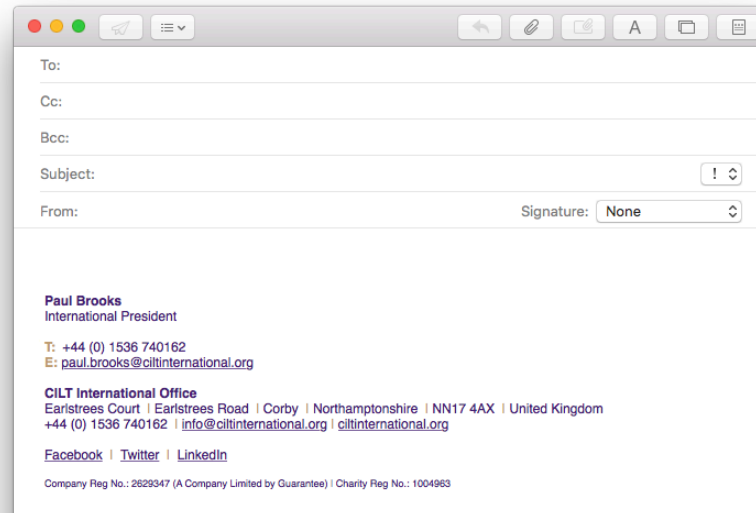 To:
Cc:
Bcc:
Subject: !
From: Signature: None
Paul Brooks
International President
T: +44 (0) 1536 740162
E: paul.brooks@ciltinternational.org
CILT International Office
Earlstrees Court | Earlstrees Road | Corby | Northamptonshire | NN17 4AX | United Kingdom
+44 (0) 1536 740162 | info@ciltinternational.org | ciltinternational.org
Facebook | Twitter | LinkedIn
Company Reg No.: 2629347 (A Company Limited by Guarantee) | Charity Reg No.: 1004963